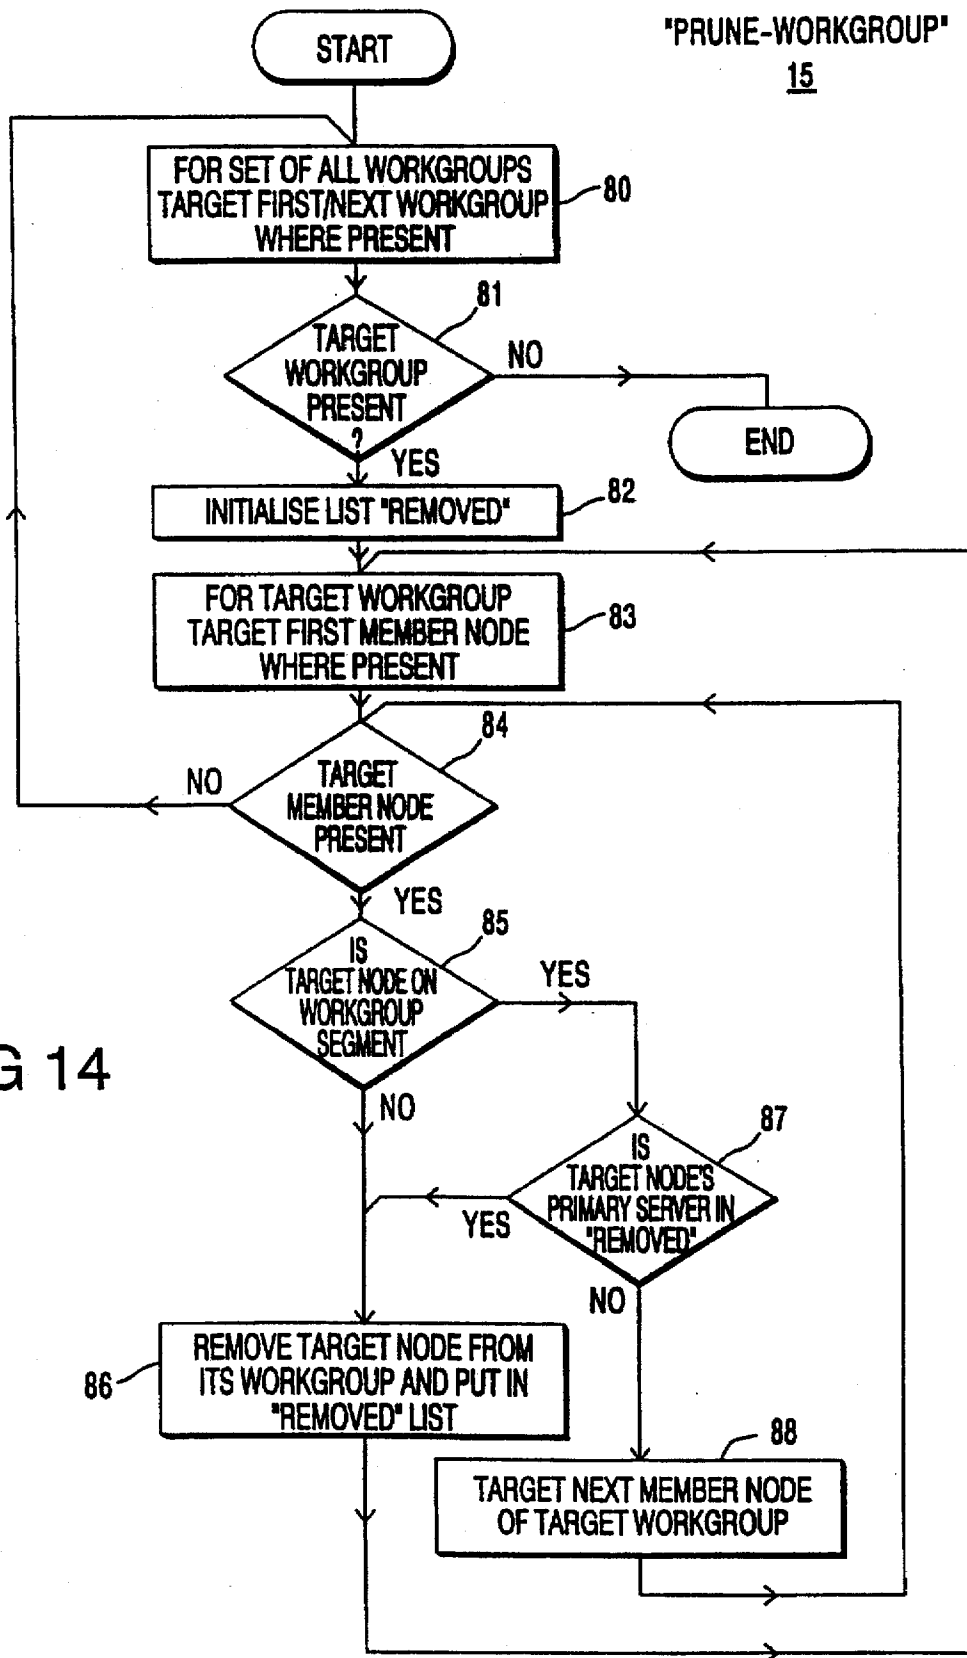 START
"PRUNE-WORKGROUP"
15
FOR SET OF ALL WORKGROUPS
TARGET FIRST/NEXT WORKGROUP
WHERE PRESENT
80
81
TARGET
WORKGROUP
PRESENT
?
NO
END
YES
82
INITIALISE LIST "REMOVED"
FOR TARGET WORKGROUP
TARGET FIRST MEMBER NODE
WHERE PRESENT
83
84
NO
TARGET
MEMBER NODE
PRESENT
YES
85
IS
TARGET NODE ON
WORKGROUP
SEGMENT
YES
G 14
NO
87
IS
TARGET NODE'S
PRIMARY SERVER IN
"REMOVED"
YES
NO
86
REMOVE TARGET NODE FROM
ITS WORKGROUP AND PUT IN
"REMOVED" LIST
88
TARGET NEXT MEMBER NODE
OF TARGET WORKGROUP